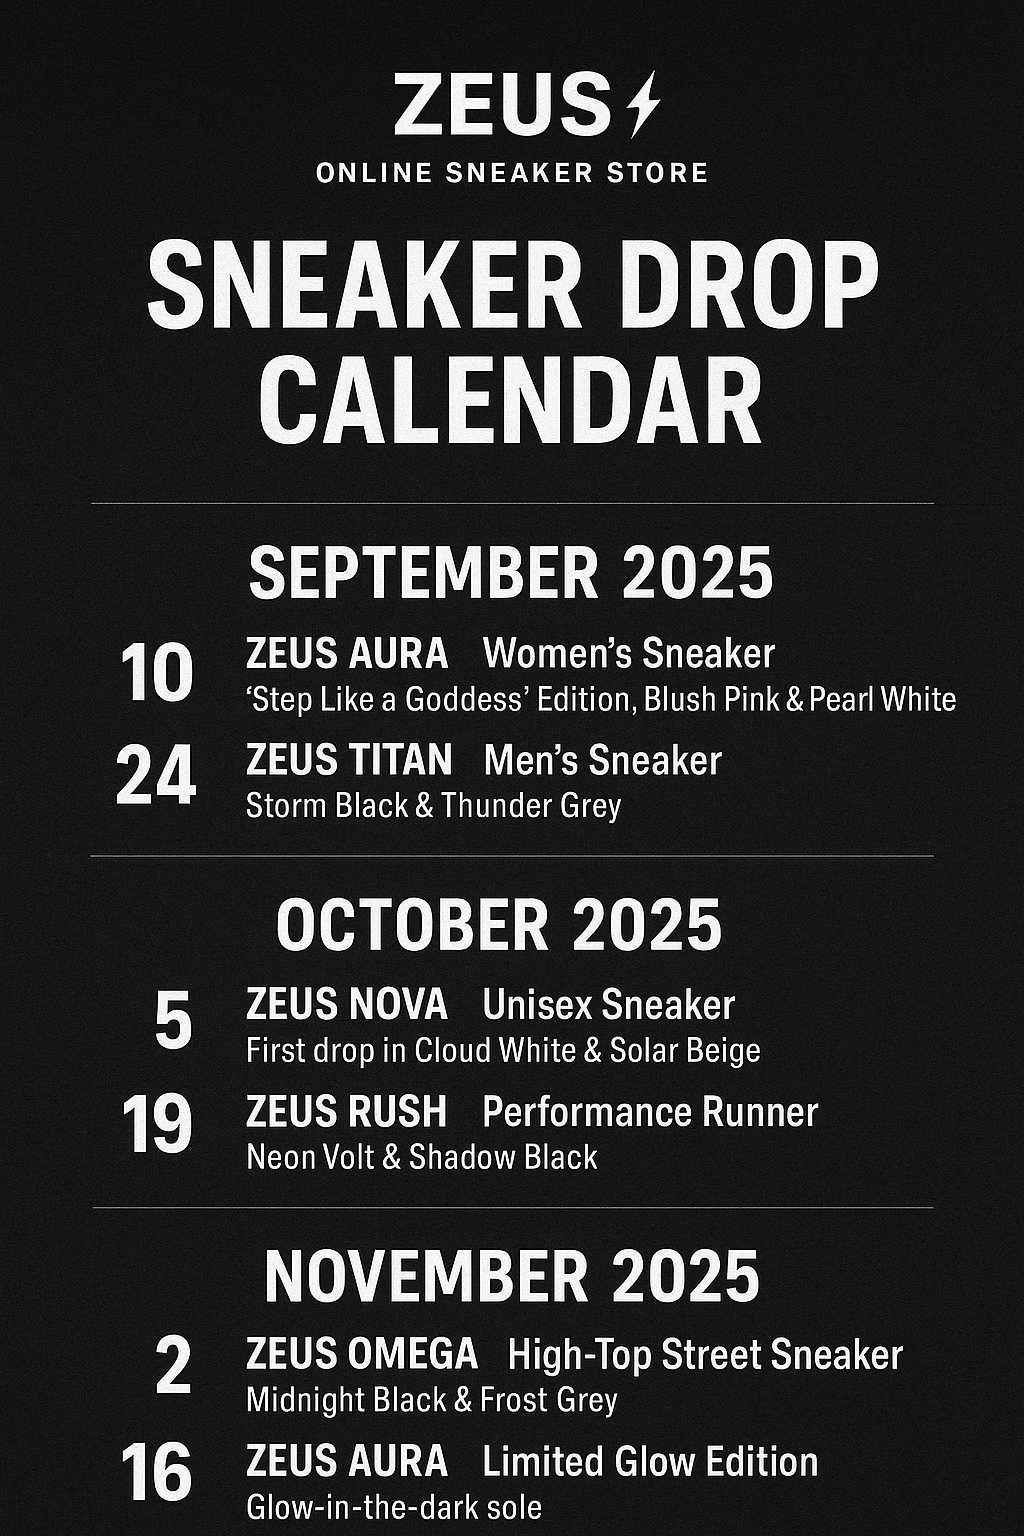 ZEUS
ONLINE SNEAKER STORE
SNEAKER DROP
CALENDAR
SEPTEMBER 2025
10 ZEUS AURA Women’s Sneaker
‘Step Like a Goddess’ Edition, Blush Pink & Pearl White
24 ZEUS TITAN Men’s Sneaker
Storm Black & Thunder Grey
OCTOBER 2025
5 ZEUS NOVA Unisex Sneaker
First drop in Cloud White & Solar Beige
19 ZEUS RUSH Performance Runner
Neon Volt & Shadow Black
NOVEMBER 2025
2 ZEUS OMEGA High-Top Street Sneaker
Midnight Black & Frost Grey
16 ZEUS AURA Limited Glow Edition
Glow-in-the-dark sole